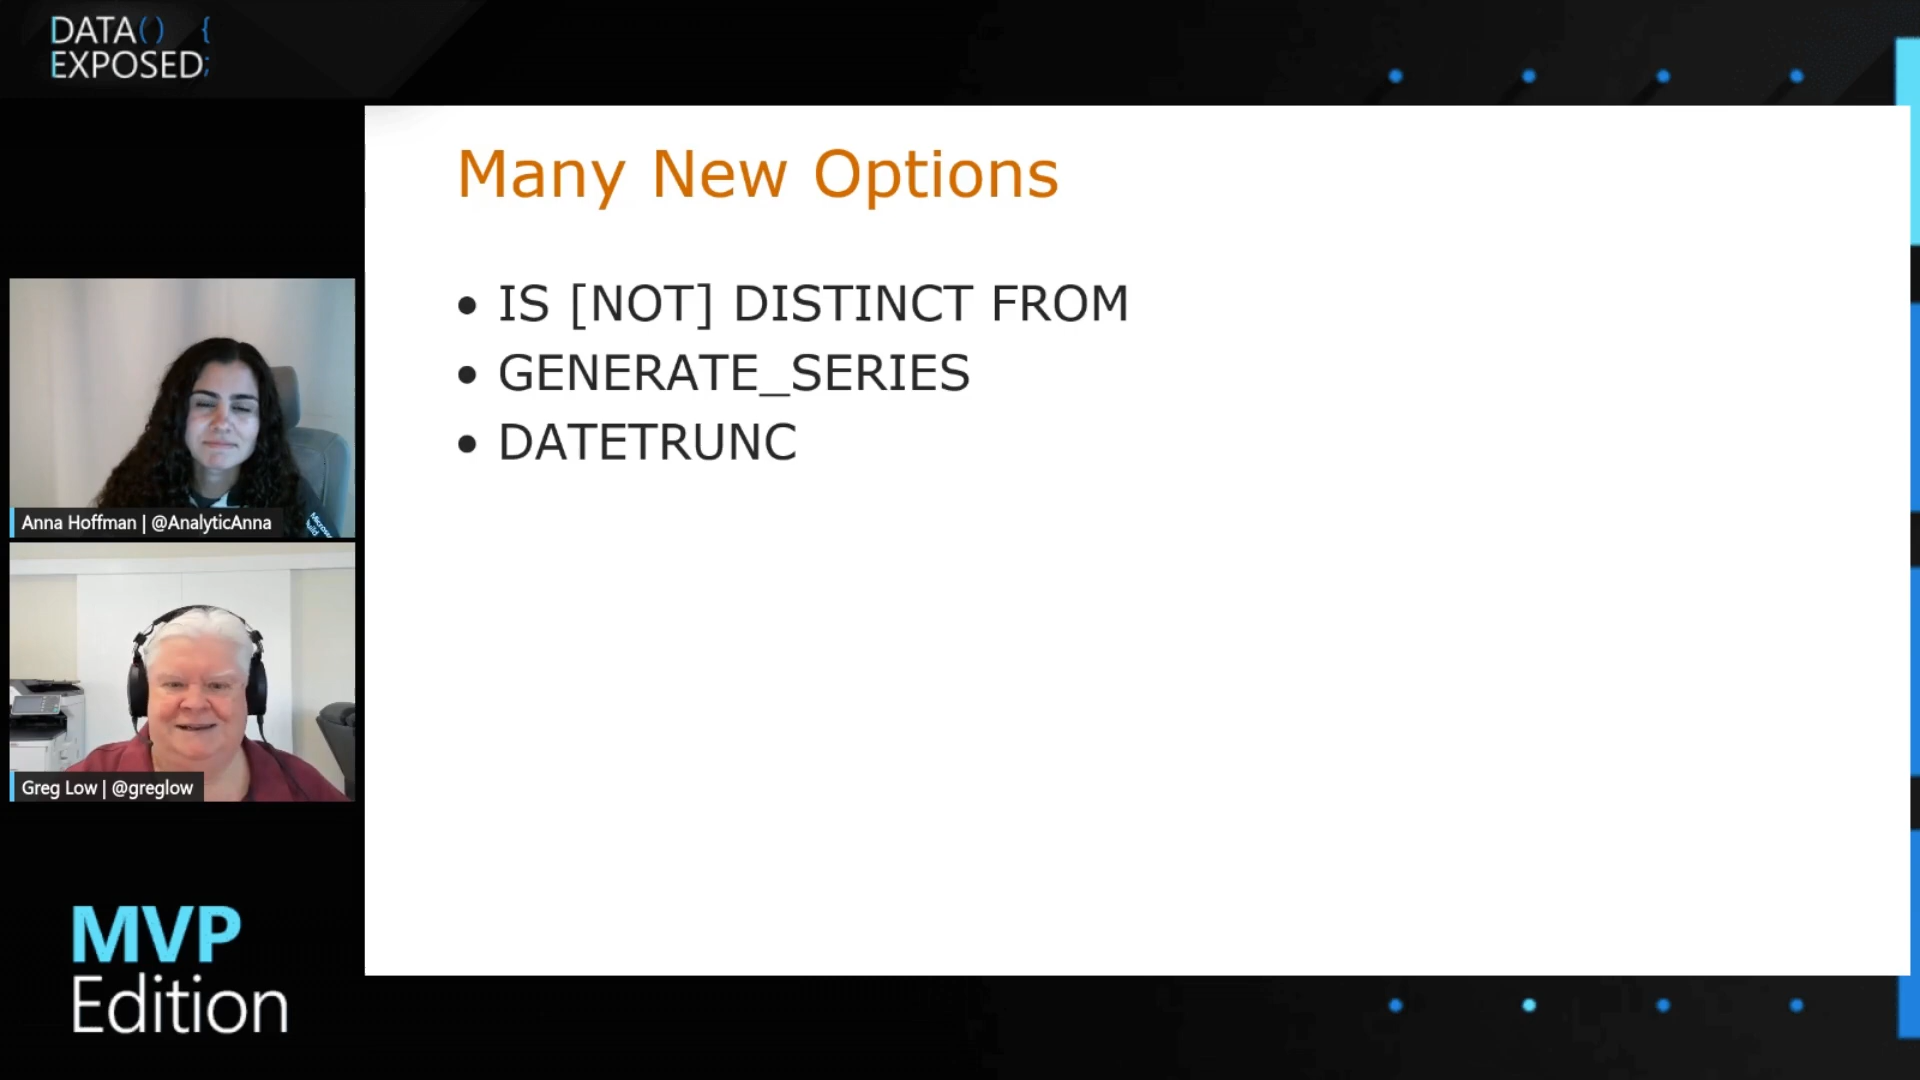 DATA() {
EXPOSED;
Many New Options
• IS [NOT] DISTINCT FROM
• GENERATE_SERIES
• DATETRUNC
Anna Hoffman | @AnalyticAnna
Greg Low | @greglow
MVP
Edition